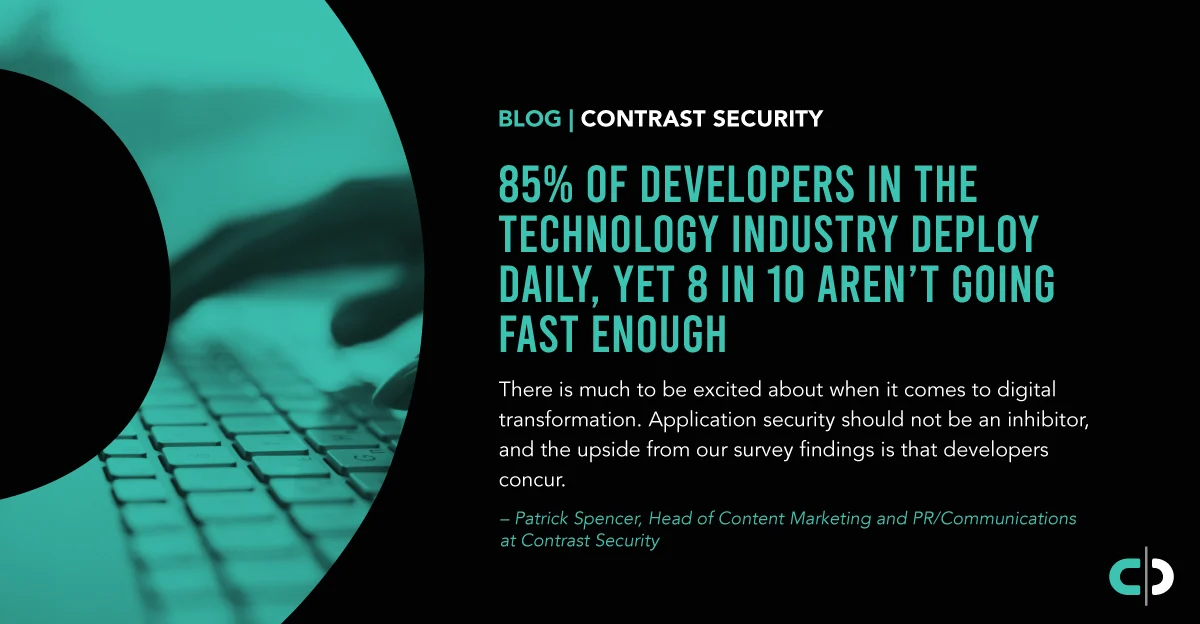 BLOG | CONTRAST SECURITY
85% OF DEVELOPERS IN THE
TECHNOLOGY INDUSTRY DEPLOY
DAILY, YET 8 IN 10 AREN’T GOING
FAST ENOUGH
There is much to be excited about when it comes to digital
transformation. Application security should not be an inhibitor,
and the upside from our survey findings is that developers
concur.
– Patrick Spencer, Head of Content Marketing and PR/Communications
at Contrast Security